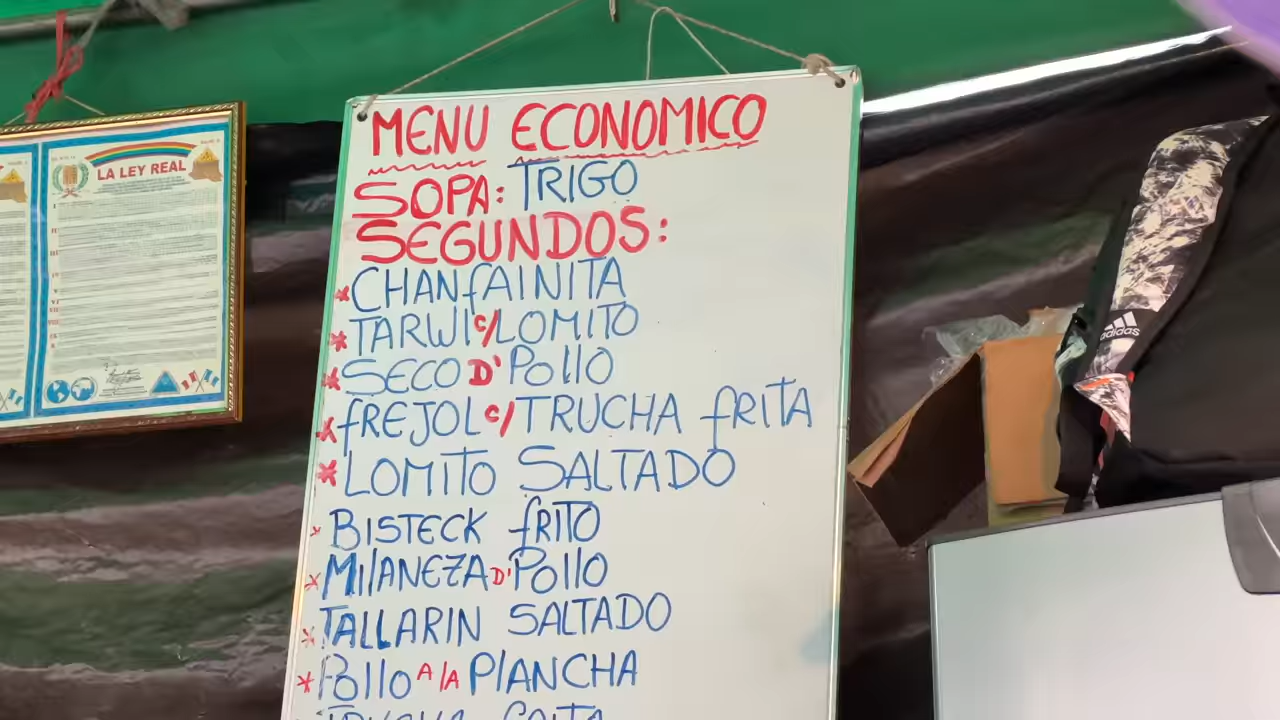 MENU ECONOMICO
SOPA: TRIGO
SEGUNDOS:
* CHANfAINITA
* TARWI c/ LOMITO
* SECO D' Pollo
* fREJOL c/ TRUCHA fRITA
* LOMITO SALTADO
* BISTECK fRITO
* MIlANEZA D' Pollo
* TALLARIN SALTADO
* Pollo A lA PlANCHA
LA LEY REAL
adidas